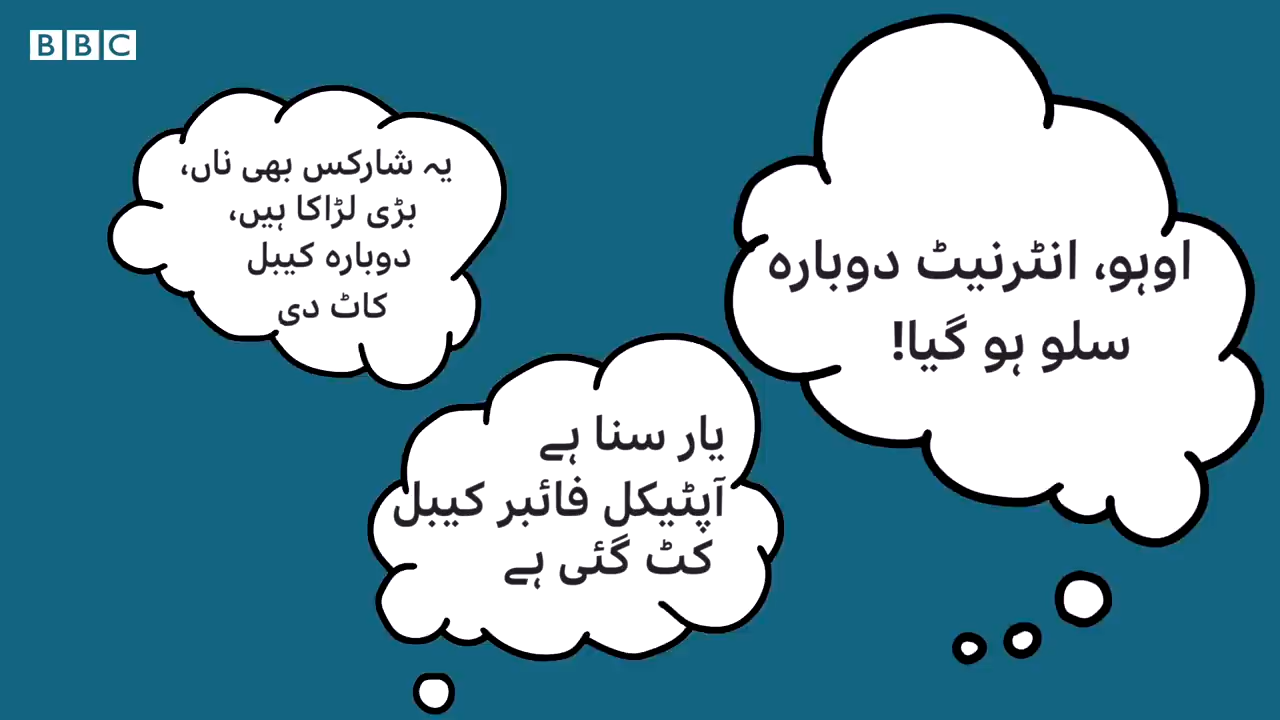 BBC
یہ شارکس بھی ناں،
بڑی لڑاکا ہیں،
دوبارہ کیبل
کاٹ دی
اوہو، انٹرنیٹ دوبارہ
سلو ہو گیا!
یار سنا ہے
آپٹیکل فائبر کیبل
کٹ گئی ہے